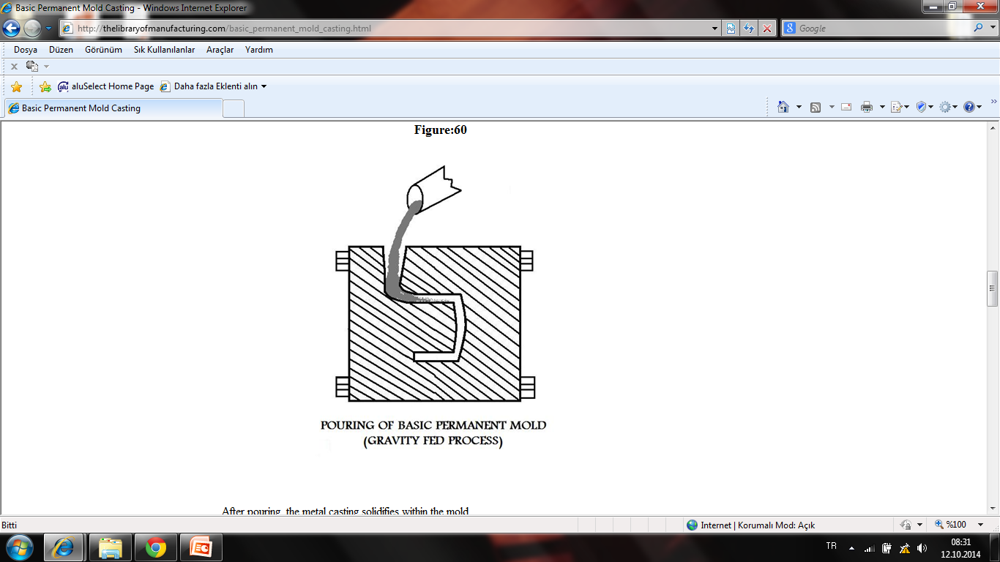 Basic Permanent Mold Casting - Windows Internet Explorer
http://thelibraryofmanufacturing.com/basic_permanent_mold_casting.html
Google
Dosya Düzen Görünüm Sık Kullanılanlar Araçlar Yardım
aluSelect Home Page Daha fazla Eklenti alın
Basic Permanent Mold Casting
Figure:60
POURING OF BASIC PERMANENT MOLD
(GRAVITY FED PROCESS)
After pouring, the metal casting solidifies within the mold
Bitti Internet | Korumalı Mod: Açık %100
TR 08:31
12.10.2014